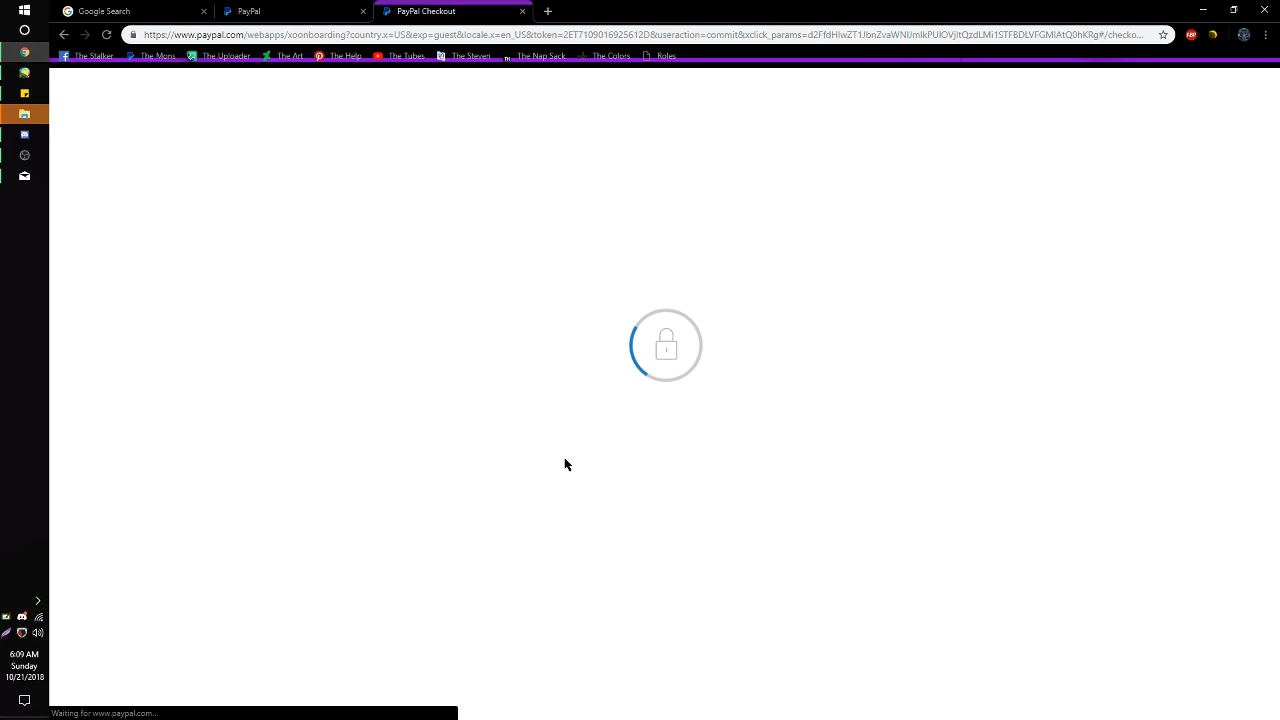 Google Search
PayPal
PayPal Checkout
https://www.paypal.com/webapps/xoonboarding?country.x=US&exp=guest&locale.x=en_US&token=2ET7109016925612D&useraction=commit&xclick_params=
The Stalker
The Mons
The Uploader
The Art
The Help
The Tubes
The Steven
The Nap Sack
The Colors
Roles
ABP
6:09 AM
Sunday
10/21/2018
Waiting for www.paypal.com...